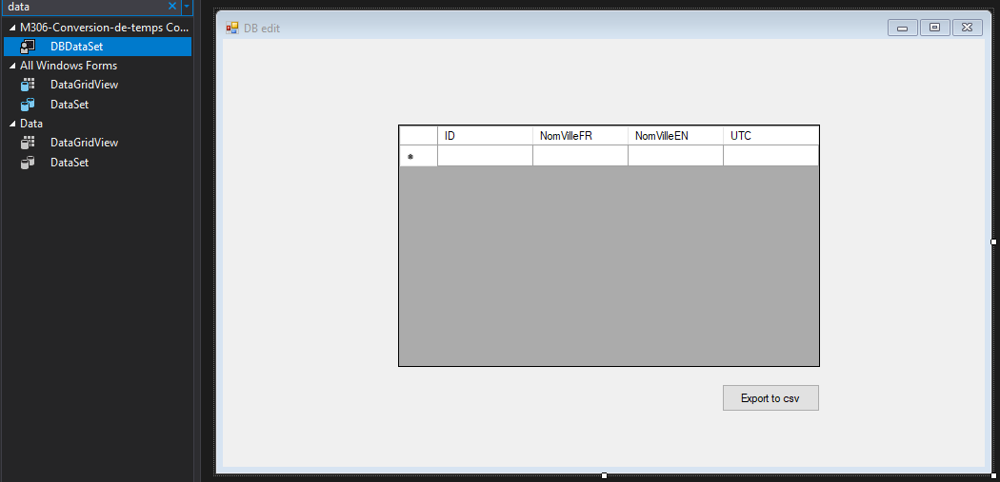 data
M306-Conversion-de-temps Co...
DBDataSet
All Windows Forms
DataGridView
DataSet
Data
DataGridView
DataSet
DB edit
ID NomVilleFR NomVilleEN UTC
Export to csv